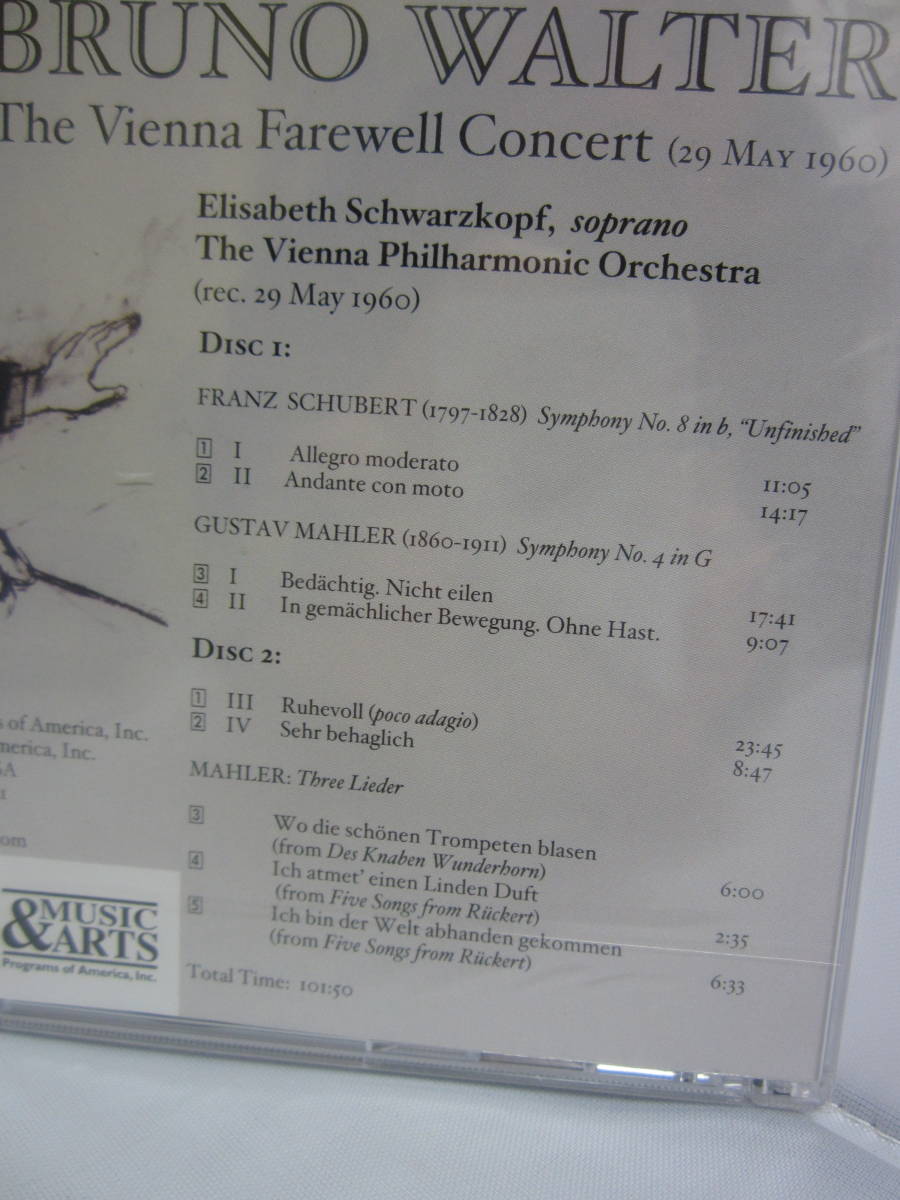 BRUNO WALTER
The Vienna Farewell Concert (29 MAY 1960)
Elisabeth Schwarzkopf, soprano
The Vienna Philharmonic Orchestra
(rec. 29 May 1960)
DISC 1:
FRANZ SCHUBERT (1797-1828) Symphony No. 8 in b, "Unfinished"
1 I Allegro moderato 11:05
2 II Andante con moto 14:17
GUSTAV MAHLER (1860-1911) Symphony No. 4 in G
3 I Bedächtig. Nicht eilen 17:41
4 II In gemächlicher Bewegung. Ohne Hast. 9:07
DISC 2:
1 III Ruhevoll (poco adagio) 23:45
2 IV Sehr behaglich 8:47
MAHLER: Three Lieder
3 Wo die schönen Trompeten blasen
(from Des Knaben Wunderhorn) 6:00
4 Ich atmet' einen Linden Duft
(from Five Songs from Rückert) 2:35
5 Ich bin der Welt abhanden gekommen
(from Five Songs from Rückert) 6:33
Total Time: 101:50
of America, Inc.
merica, Inc.
om
MUSIC
& ARTS
Programs of America, Inc.